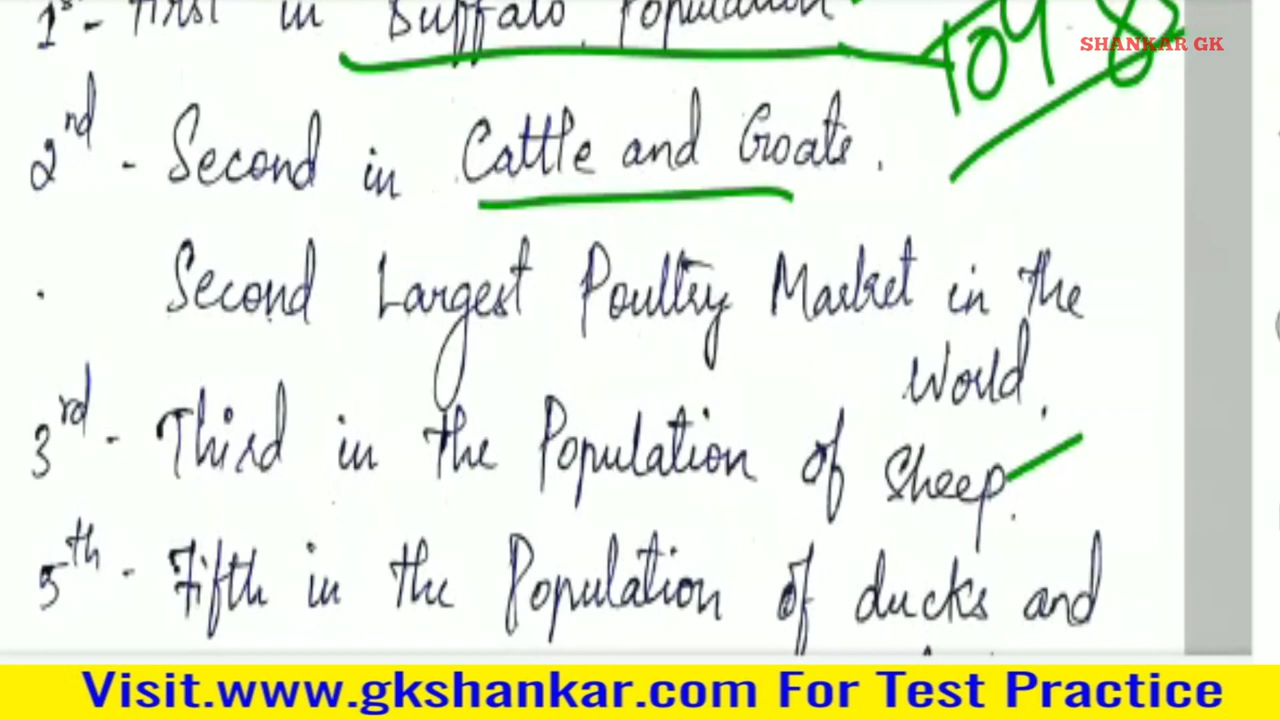 1st - First in Buffalo Population
SHANKAR GK
2nd - Second in Cattle and Goats.
. Second Largest Poultry Market in the
World.
3rd - Third in the Population of Sheep.
5th - Fifth in the Population of ducks and
Visit.www.gkshankar.com For Test Practice